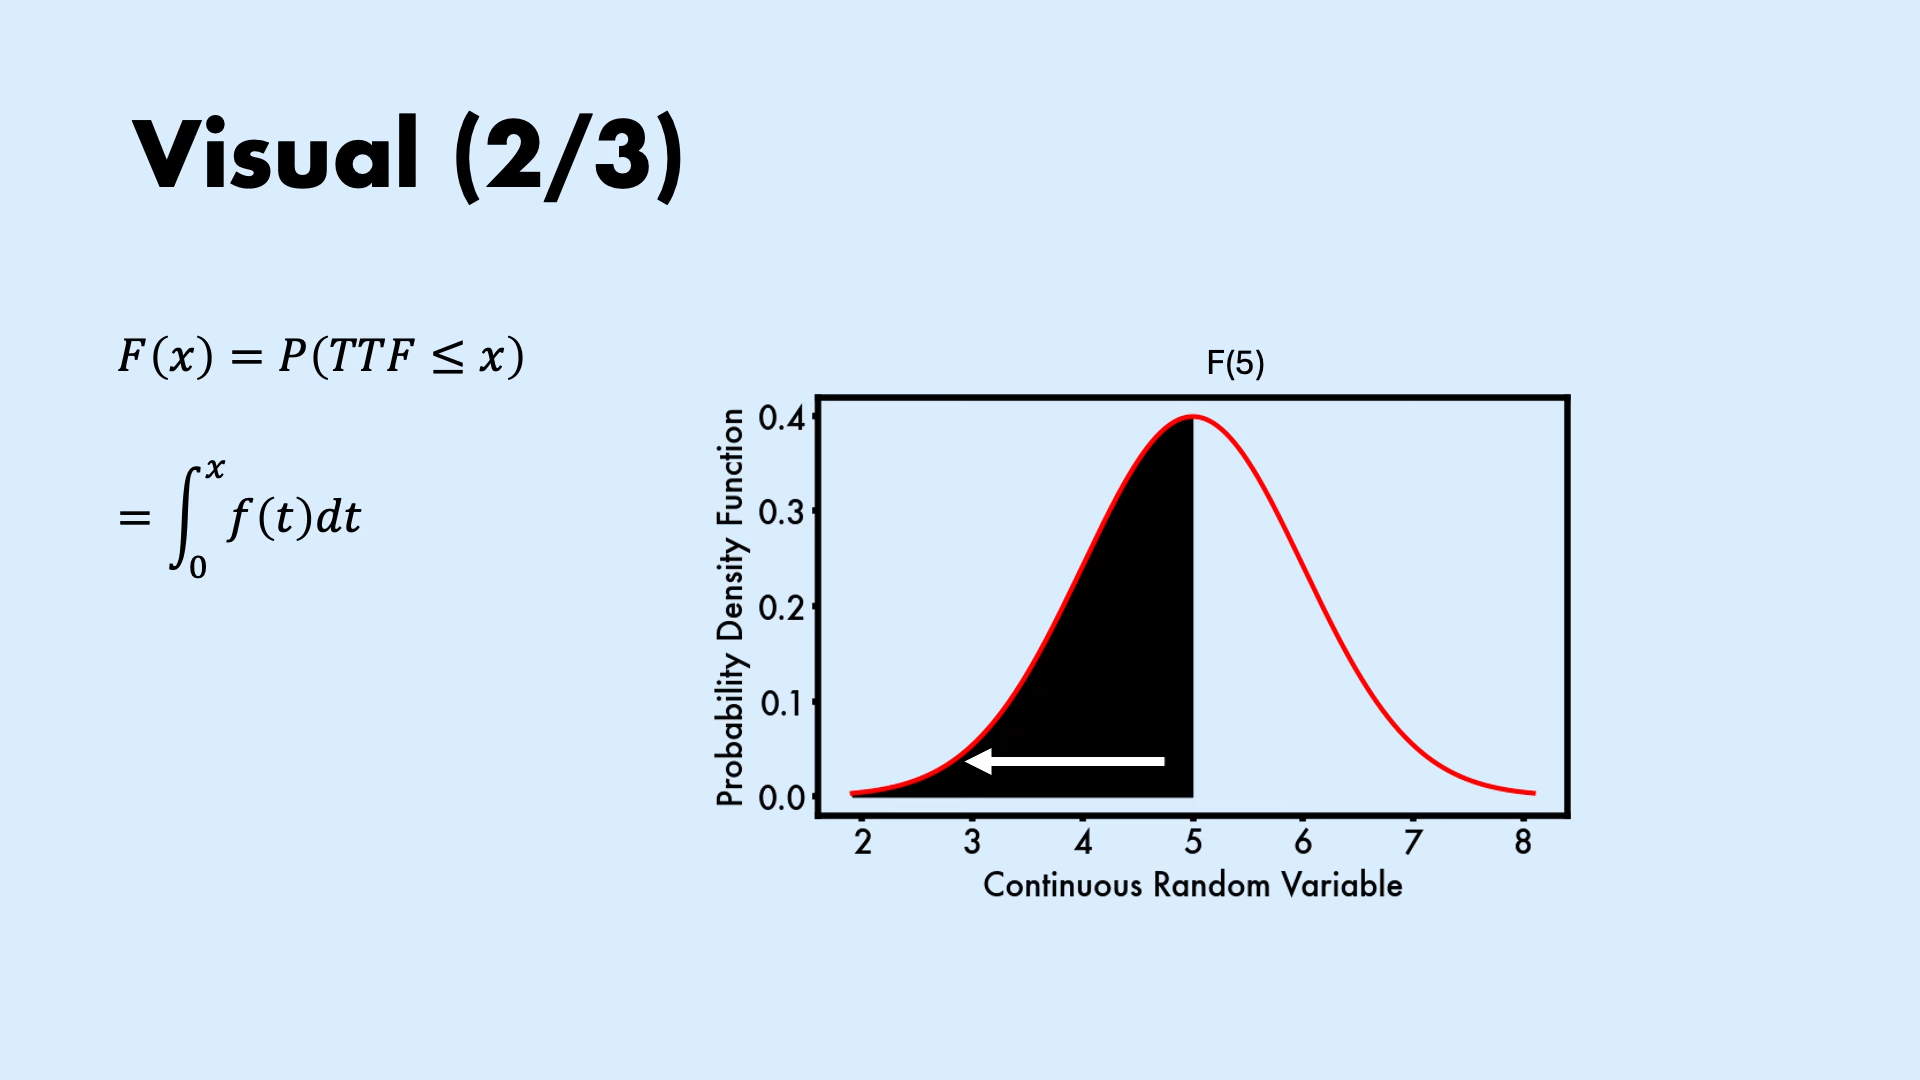 Visual (2/3)
F(x) = P(TTF ≤ x)
= ∫₀ˣ f(t)dt
F(5)
Probability Density Function
0.4
0.3
0.2
0.1
0.0
2 3 4 5 6 7 8
Continuous Random Variable